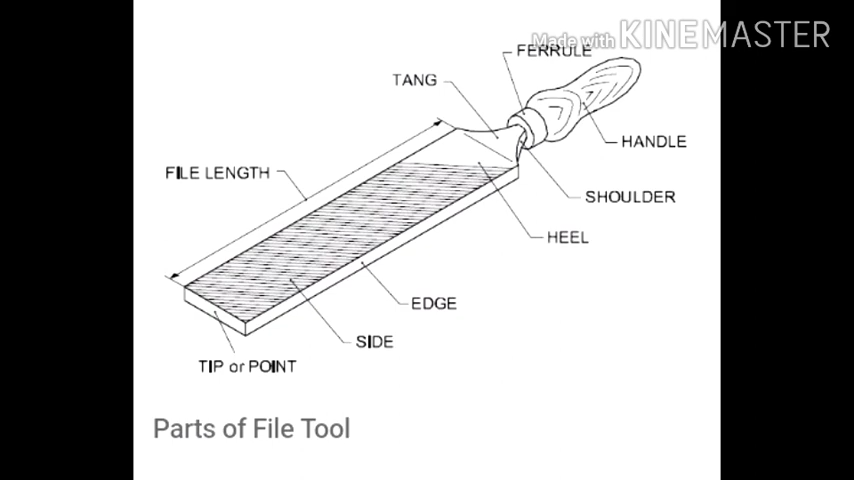 Made with KINEMASTER
FERRULE
TANG
HANDLE
FILE LENGTH
SHOULDER
HEEL
EDGE
SIDE
TIP or POINT
Parts of File Tool